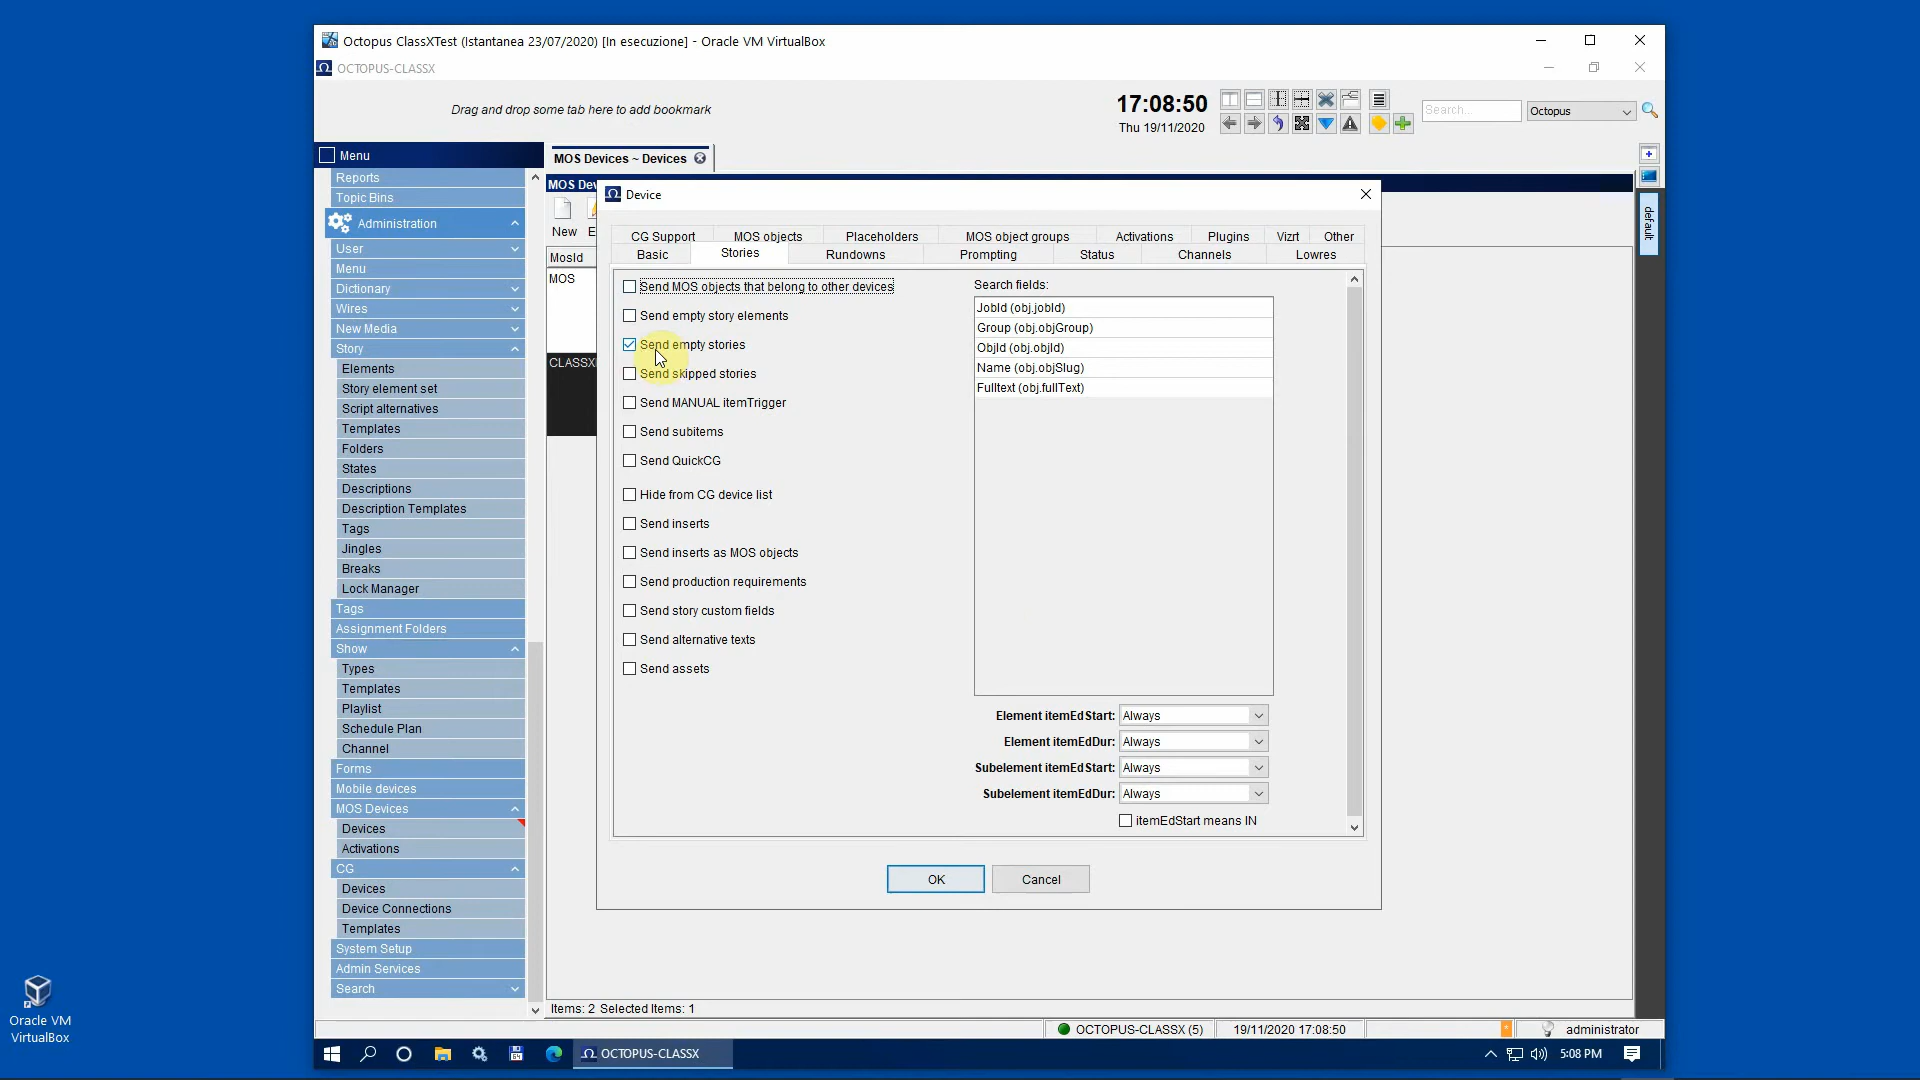 Octopus ClassXTest (Istantanea 23/07/2020) [In esecuzione] - Oracle VM VirtualBox
OCTOPUS-CLASSX
Drag and drop some tab here to add bookmark
17:08:50
Thu 19/11/2020
Search...
Octopus
Menu
MOS Devices ~ Devices
Reports
Topic Bins
Administration
User
Menu
Dictionary
Wires
New Media
Story
Elements
Story element set
Script alternatives
Templates
Folders
States
Descriptions
Description Templates
Tags
Jingles
Breaks
Lock Manager
Tags
Assignment Folders
Show
Types
Templates
Playlist
Schedule Plan
Channel
Forms
Mobile devices
MOS Devices
Devices
Activations
CG
Devices
Device Connections
Templates
System Setup
Admin Services
Search
MOS Dev
New
E
MosId
MOS
CLASSX
default
Device
CG Support
MOS objects
Placeholders
MOS object groups
Activations
Plugins
Vizrt
Other
Basic
Stories
Rundowns
Prompting
Status
Channels
Lowres
Send MOS objects that belong to other devices
Send empty story elements
Send empty stories
Send skipped stories
Send MANUAL itemTrigger
Send subitems
Send QuickCG
Hide from CG device list
Send inserts
Send inserts as MOS objects
Send production requirements
Send story custom fields
Send alternative texts
Send assets
Search fields:
JobId (obj.jobId)
Group (obj.objGroup)
ObjId (obj.objId)
Name (obj.objSlug)
Fulltext (obj.fullText)
Element itemEdStart: Always
Element itemEdDur: Always
Subelement itemEdStart: Always
Subelement itemEdDur: Always
itemEdStart means IN
OK
Cancel
Items: 2 Selected Items: 1
OCTOPUS-CLASSX (5)
19/11/2020 17:08:50
administrator
OCTOPUS-CLASSX
5:08 PM
Oracle VM
VirtualBox